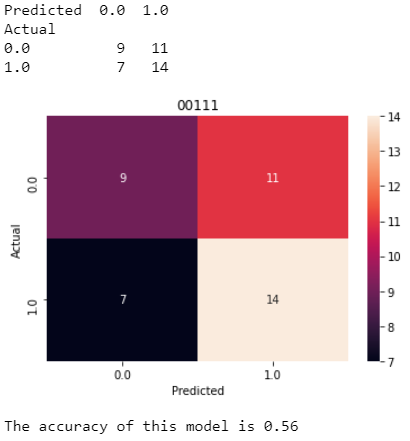 Predicted 0.0 1.0
Actual
0.0 9 11
1.0 7 14
00111
14
13
12
11
10
9
8
7
Actual
0.0
1.0
9 11
7 14
0.0 1.0
Predicted
The accuracy of this model is 0.56